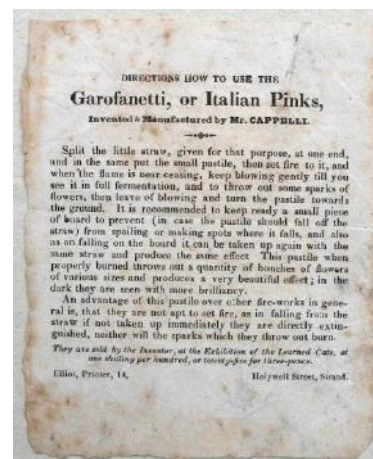 DIRECTIONS HOW TO USE THE
Garofanetti, or Italian Pinks,
Invented & Manufactured by Mr. CAPPELLI.
Split the little straw, given for that purpose, at one end,
and in the same put the small pastile, then set fire to it, and
when the flame is near ceasing, keep blowing gently till you
see it in full fermentation, and to throw out some sparks of
flowers, then leave of blowing and turn the pastile towards
the ground. It is recommended to keep ready a small piece
of board to prevent (in case the pastile should fall off the
straw) from spoiling or making spots where it falls, and also
as on falling on the board it can be taken up again with the
same straw and produce the same effect This pastile when
properly burned throws out a quantity of bunches of flowers
of various sizes and produces a very beautiful effect; in the
dark they are seen with more brilliancy.
An advantage of this pastile over other fire-works in gene-
ral is, that they are not apt to set fire, as in falling from the
straw if not taken up immediately they are directly extin-
guished, neither will the sparks which they throw out burn.
They are sold by the Inventor, at the Exhibition of the Learned Cats, at
one shilling per hundred, or twenty-five for three-pence.
Elliot, Printer, 14, Holywell Street, Strand.